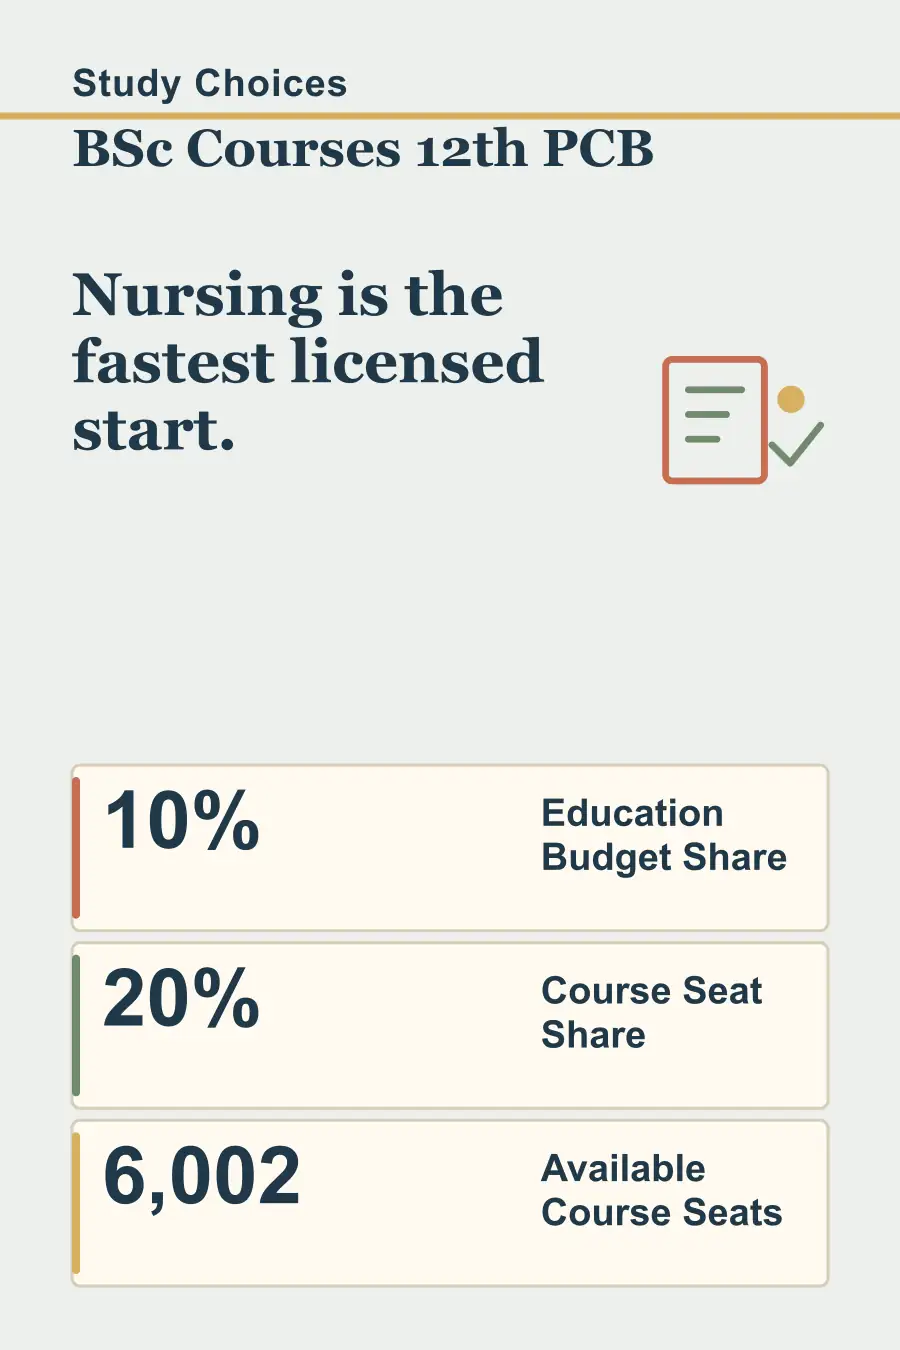 Study Choices
BSc Courses 12th PCB
Nursing is the
fastest licensed
start.
10%
Education
Budget Share
20%
Course Seat
Share
6,002
Available
Course Seats